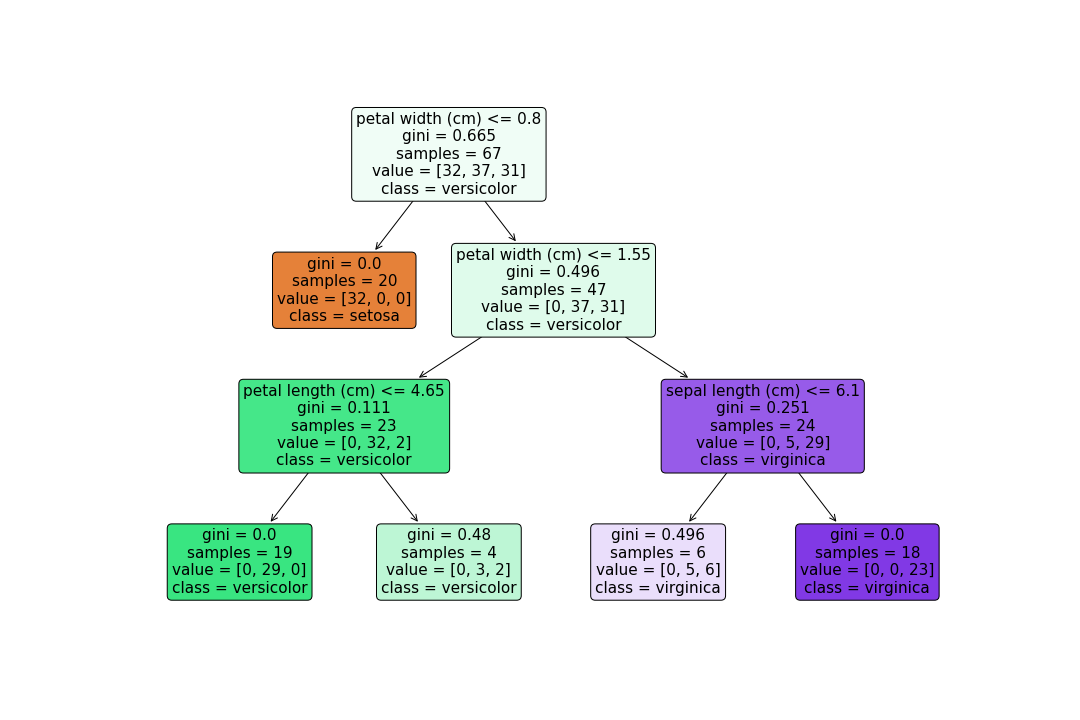 petal width (cm) <= 0.8
gini = 0.665
samples = 67
value = [32, 37, 31]
class = versicolor
gini = 0.0
samples = 20
value = [32, 0, 0]
class = setosa
petal width (cm) <= 1.55
gini = 0.496
samples = 47
value = [0, 37, 31]
class = versicolor
petal length (cm) <= 4.65
gini = 0.111
samples = 23
value = [0, 32, 2]
class = versicolor
sepal length (cm) <= 6.1
gini = 0.251
samples = 24
value = [0, 5, 29]
class = virginica
gini = 0.0
samples = 19
value = [0, 29, 0]
class = versicolor
gini = 0.48
samples = 4
value = [0, 3, 2]
class = versicolor
gini = 0.496
samples = 6
value = [0, 5, 6]
class = virginica
gini = 0.0
samples = 18
value = [0, 0, 23]
class = virginica